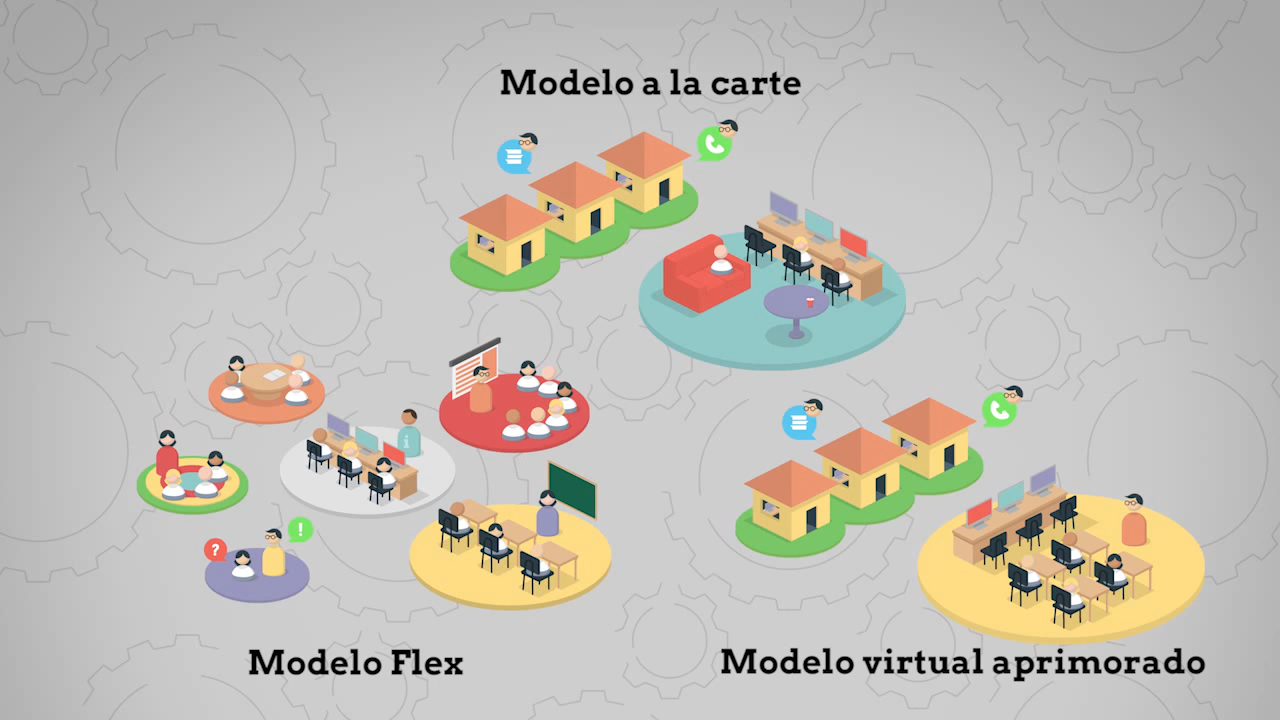 Modelo a la carte
?
!
Modelo Flex
Modelo virtual aprimorado